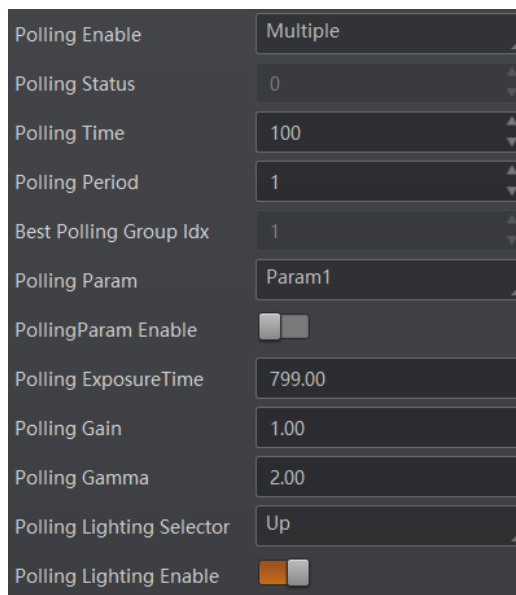 Polling Enable Multiple
Polling Status 0
Polling Time 100
Polling Period 1
Best Polling Group Idx 1
Polling Param Param1
PollingParam Enable
Polling ExposureTime 799.00
Polling Gain 1.00
Polling Gamma 2.00
Polling Lighting Selector Up
Polling Lighting Enable